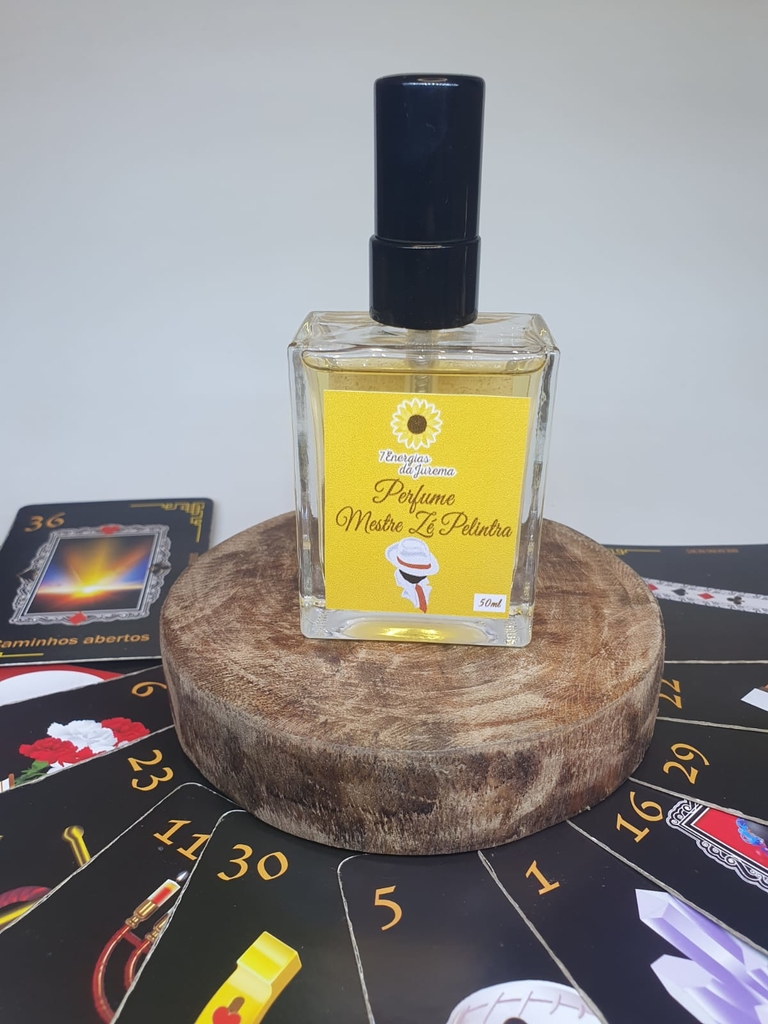 7 Energias
da Jurema
Perfume
Mestre Zé Pelintra
50ml
36
Caminhos abertos
6
23
11
30
5
1
16
29
22